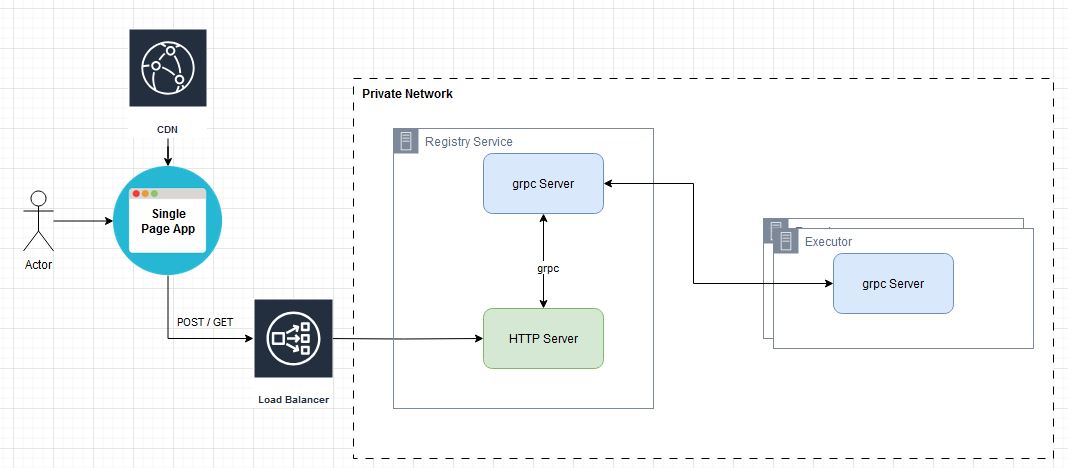 CDN
Single
Page App
Actor
POST / GET
Load Balancer
Private Network
Registry Service
grpc Server
grpc
HTTP Server
Executor
grpc Server